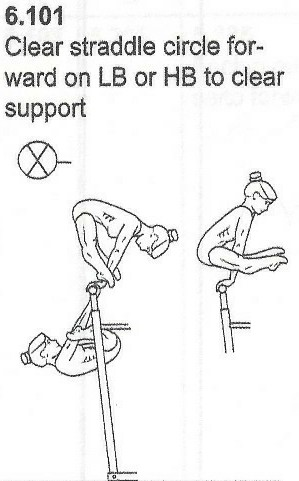 6.101
Clear straddle circle for-
ward on LB or HB to clear
support